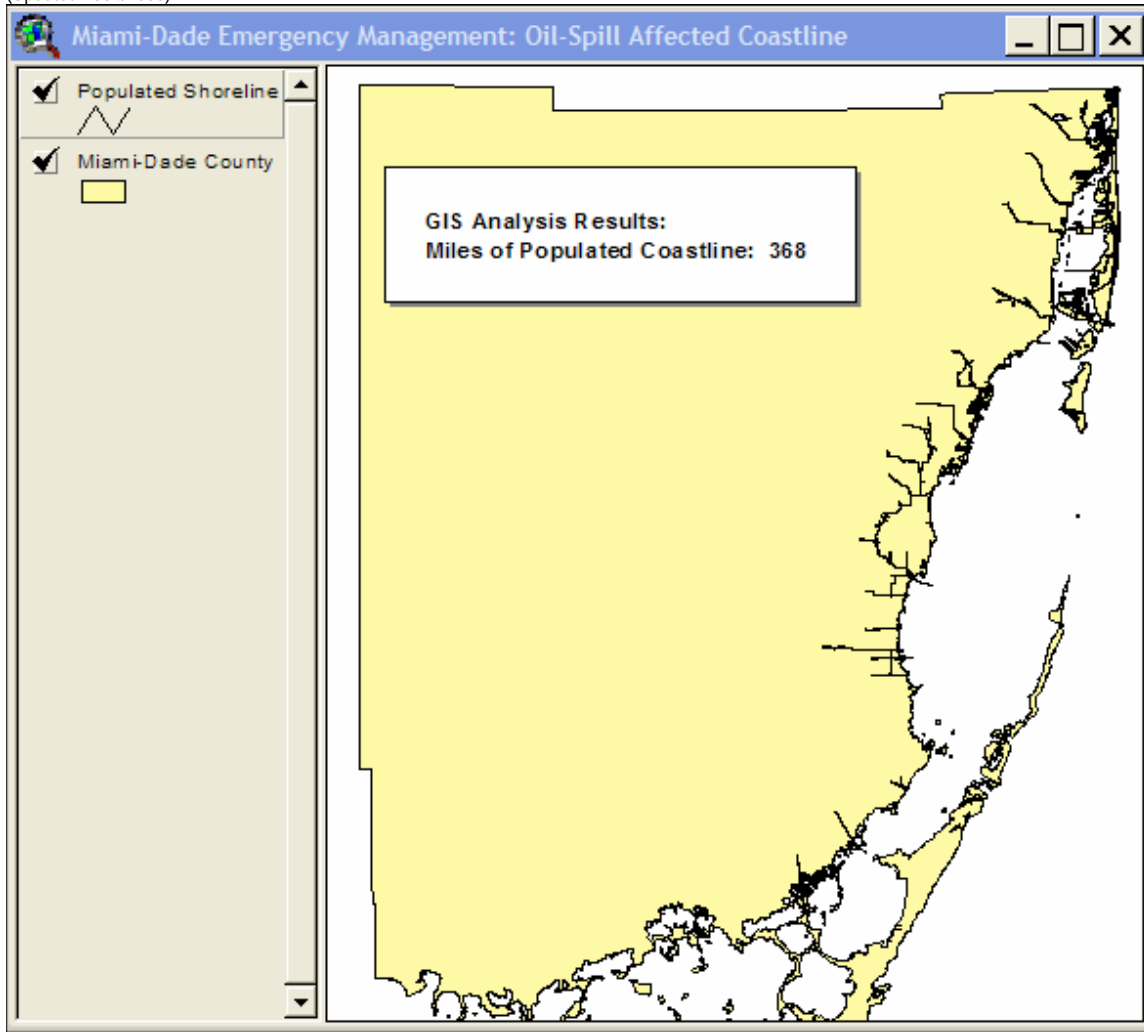 Miami-Dade Emergency Management: Oil-Spill Affected Coastline
Populated Shoreline
Miami-Dade County
GIS Analysis Results:
Miles of Populated Coastline: 368